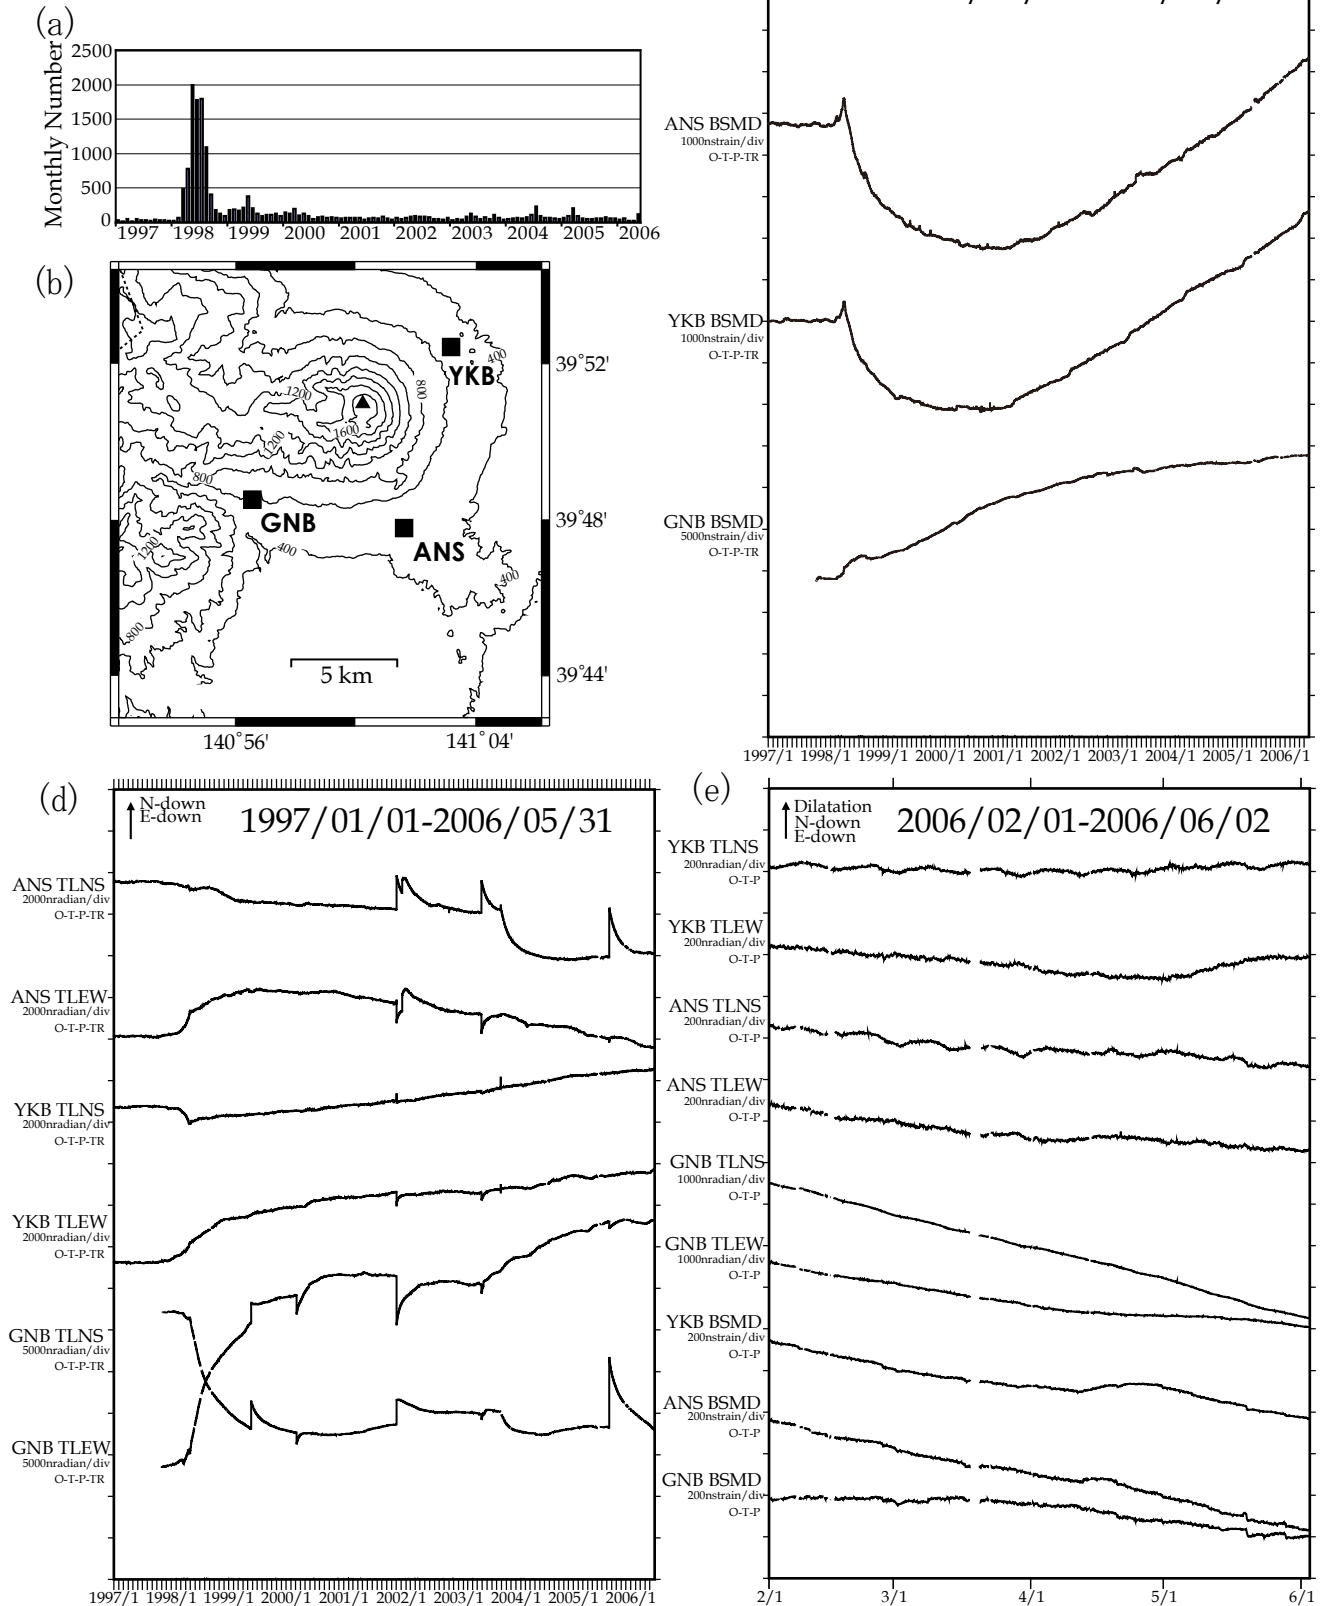 (a)
Monthly Number
2500
2000
1500
1000
500
0
1997 1998 1999 2000 2001 2002 2003 2004 2005 2006
(b)
YKB
GNB
ANS
400
800
1200
1600
1200
800
400
1200
400
800
5 km
39°52'
39°48'
39°44'
140°56' 141°04'
ANS BSMD
1000nstrain/div
O-T-P-TR
YKB BSMD
1000nstrain/div
O-T-P-TR
GNB BSMD
5000nstrain/div
O-T-P-TR
1997/1 1998/1 1999/1 2000/1 2001/1 2002/1 2003/1 2004/1 2005/1 2006/1
(d)
N-down
E-down
1997/01/01-2006/05/31
ANS TLNS
2000nradian/div
O-T-P-TR
ANS TLEW
2000nradian/div
O-T-P-TR
YKB TLNS
2000nradian/div
O-T-P-TR
YKB TLEW
2000nradian/div
O-T-P-TR
GNB TLNS
5000nradian/div
O-T-P-TR
GNB TLEW
5000nradian/div
O-T-P-TR
1997/1 1998/1 1999/1 2000/1 2001/1 2002/1 2003/1 2004/1 2005/1 2006/1
(e)
Dilatation
N-down
E-down
2006/02/01-2006/06/02
YKB TLNS
200nradian/div
O-T-P
YKB TLEW
200nradian/div
O-T-P
ANS TLNS
200nradian/div
O-T-P
ANS TLEW
200nradian/div
O-T-P
GNB TLNS
1000nradian/div
O-T-P
GNB TLEW
1000nradian/div
O-T-P
YKB BSMD
200nstrain/div
O-T-P
ANS BSMD
200nstrain/div
O-T-P
GNB BSMD
200nstrain/div
O-T-P
2/1 3/1 4/1 5/1 6/1